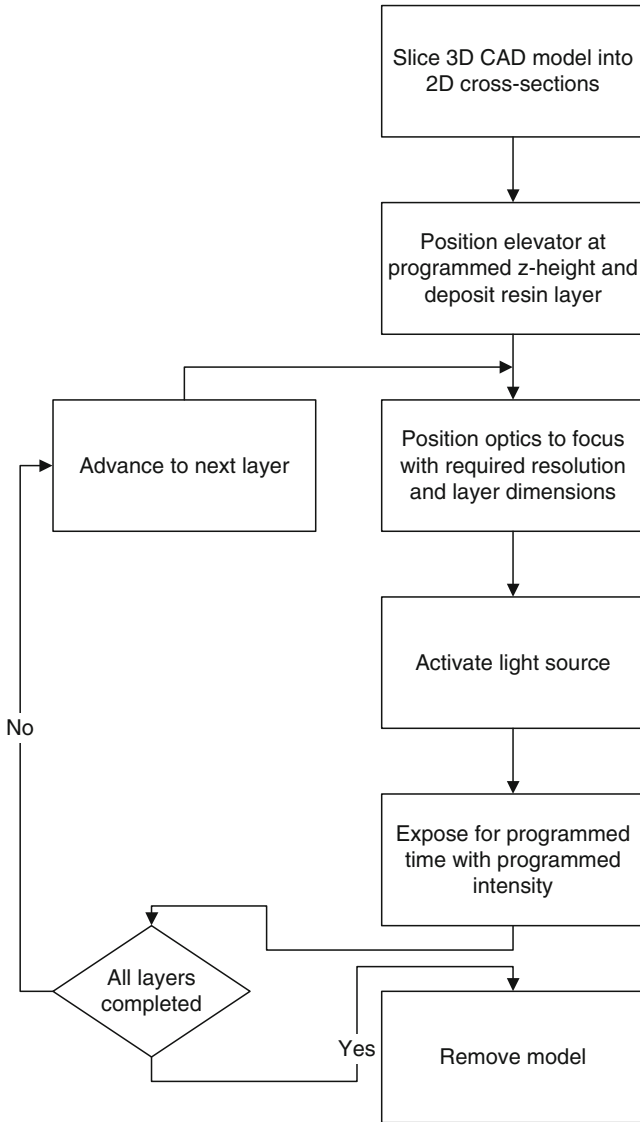 Slice 3D CAD model into
2D cross-sections
Position elevator at
programmed z-height and
deposit resin layer
Advance to next layer
Position optics to focus
with required resolution
and layer dimensions
Activate light source
No
Expose for programmed
time with programmed
intensity
All layers
completed
Yes
Remove model